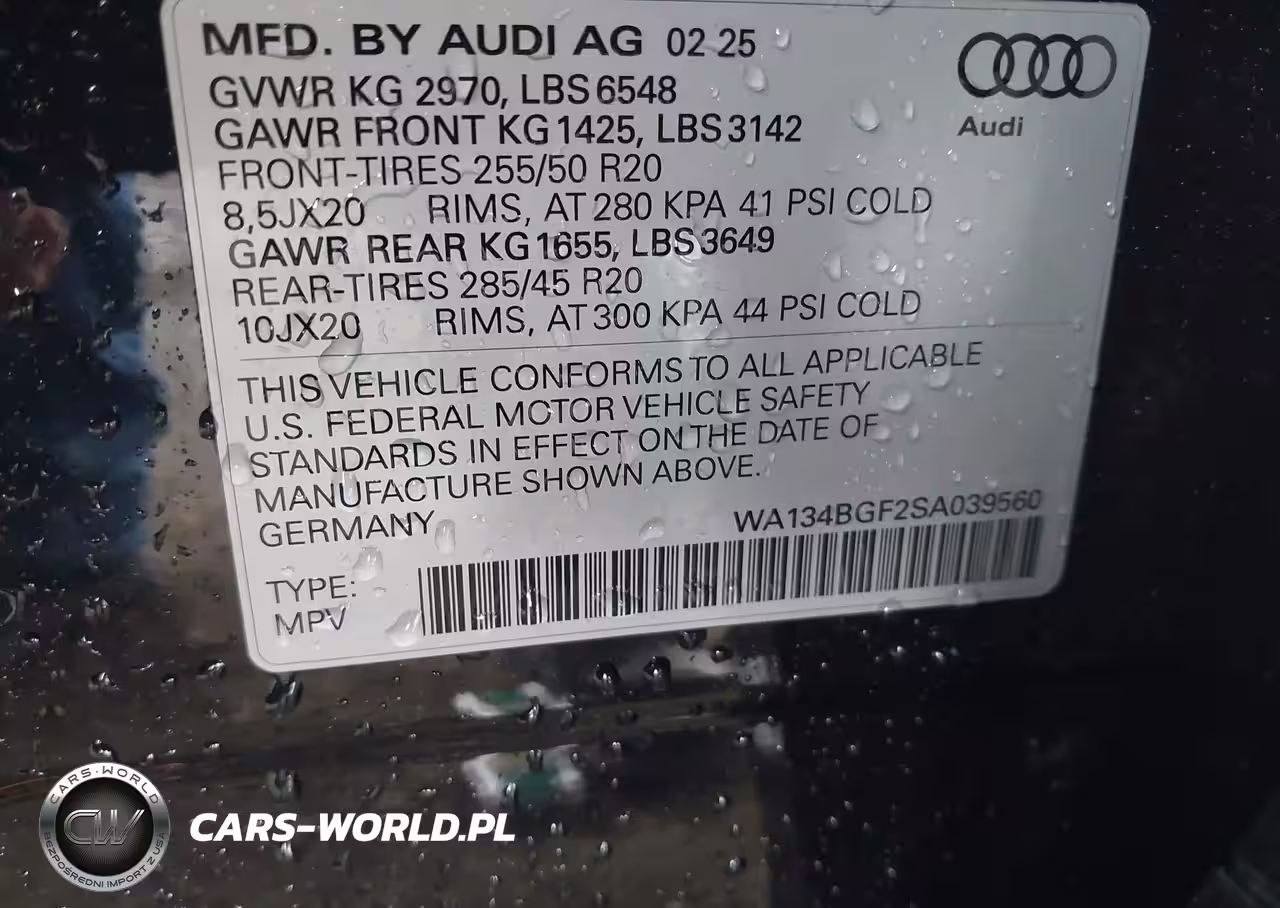 MFD. BY AUDI AG 02 25
GVWR KG 2970, LBS 6548
GAWR FRONT KG 1425, LBS 3142
FRONT-TIRES 255/50 R20
8,5JX20 RIMS, AT 280 KPA 41 PSI COLD
GAWR REAR KG 1655, LBS 3649
REAR-TIRES 285/45 R20
10JX20 RIMS, AT 300 KPA 44 PSI COLD
Audi
THIS VEHICLE CONFORMS TO ALL APPLICABLE
U.S. FEDERAL MOTOR VEHICLE SAFETY
STANDARDS IN EFFECT ON THE DATE OF
MANUFACTURE SHOWN ABOVE.
GERMANY
WA134BGF2SA039560
TYPE:
MPV
CARS-WORLD
CW
BEZPOŚREDNI IMPORT Z USA
CARS-WORLD.PL